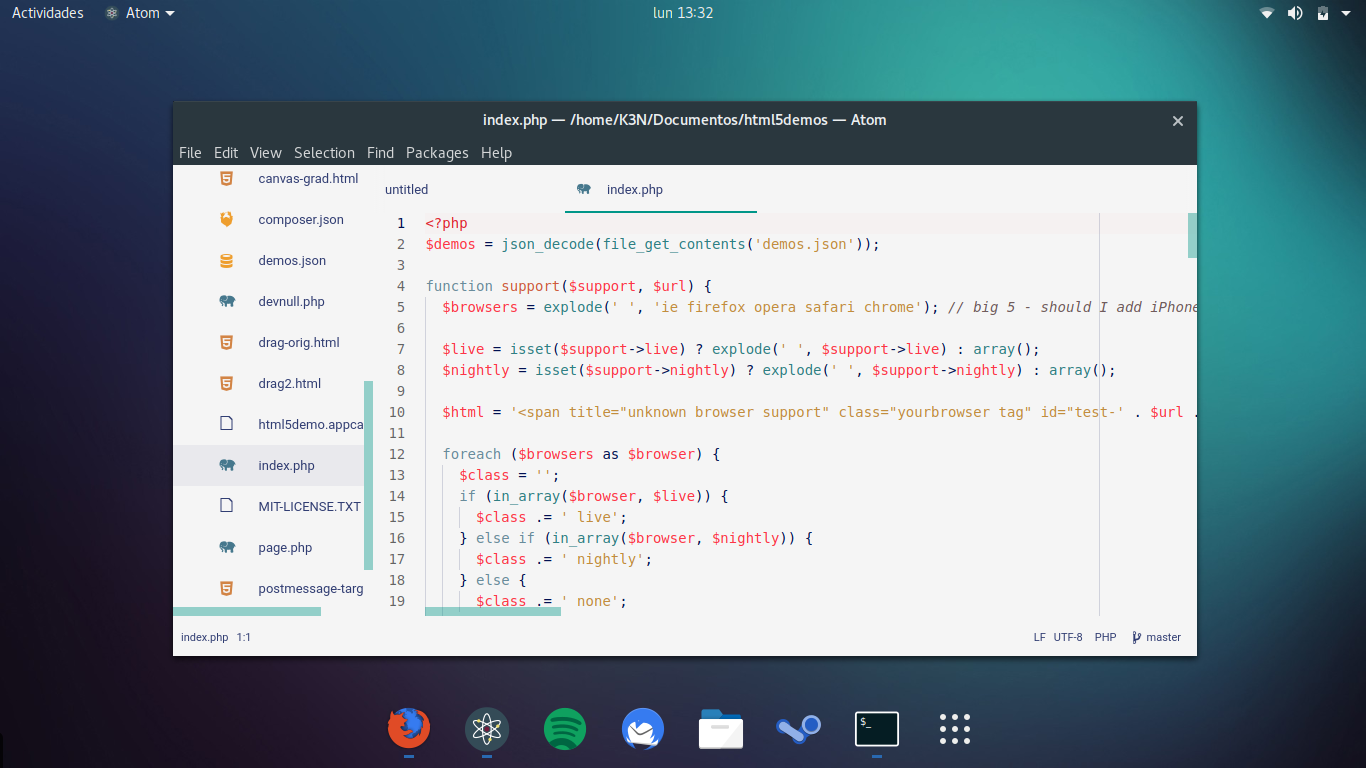 Actividades Atom lun 13:32
index.php — /home/K3N/Documentos/html5demos — Atom
File Edit View Selection Find Packages Help
canvas-grad.html
composer.json
demos.json
devnull.php
drag-orig.html
drag2.html
html5demo.appca
index.php
MIT-LICENSE.TXT
page.php
postmessage-targ
untitled index.php
1 <?php
2 $demos = json_decode(file_get_contents('demos.json'));
3
4 function support($support, $url) {
5 $browsers = explode(' ', 'ie firefox opera safari chrome'); // big 5 - should I add iPhone
6
7 $live = isset($support->live) ? explode(' ', $support->live) : array();
8 $nightly = isset($support->nightly) ? explode(' ', $support->nightly) : array();
9
10 $html = '<span title="unknown browser support" class="yourbrowser tag" id="test-' . $url .
11
12 foreach ($browsers as $browser) {
13 $class = '';
14 if (in_array($browser, $live)) {
15 $class .= ' live';
16 } else if (in_array($browser, $nightly)) {
17 $class .= ' nightly';
18 } else {
19 $class .= ' none';
index.php 1:1 LF UTF-8 PHP master
$_